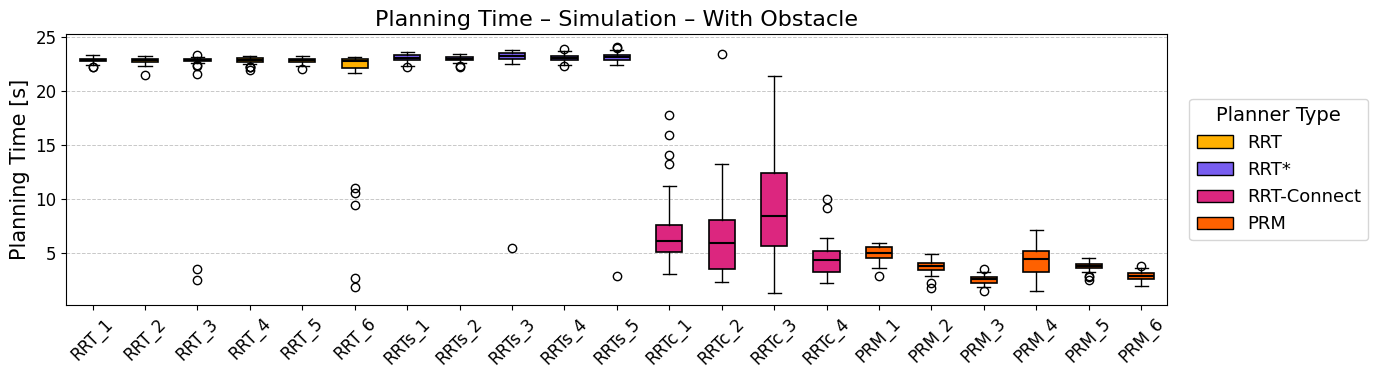 Planning Time – Simulation – With Obstacle
Planning Time [s]
25
20
15
10
5
RRT_1
RRT_2
RRT_3
RRT_4
RRT_5
RRT_6
RRTs_1
RRTs_2
RRTs_3
RRTs_4
RRTs_5
RRTc_1
RRTc_2
RRTc_3
RRTc_4
PRM_1
PRM_2
PRM_3
PRM_4
PRM_5
PRM_6
Planner Type
RRT
RRT*
RRT-Connect
PRM